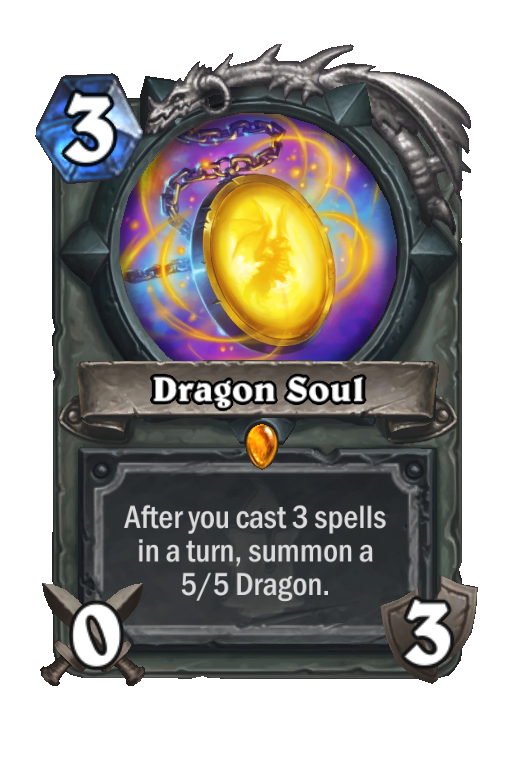 3
Dragon Soul
After you cast 3 spells
in a turn, summon a
5/5 Dragon.
0
3